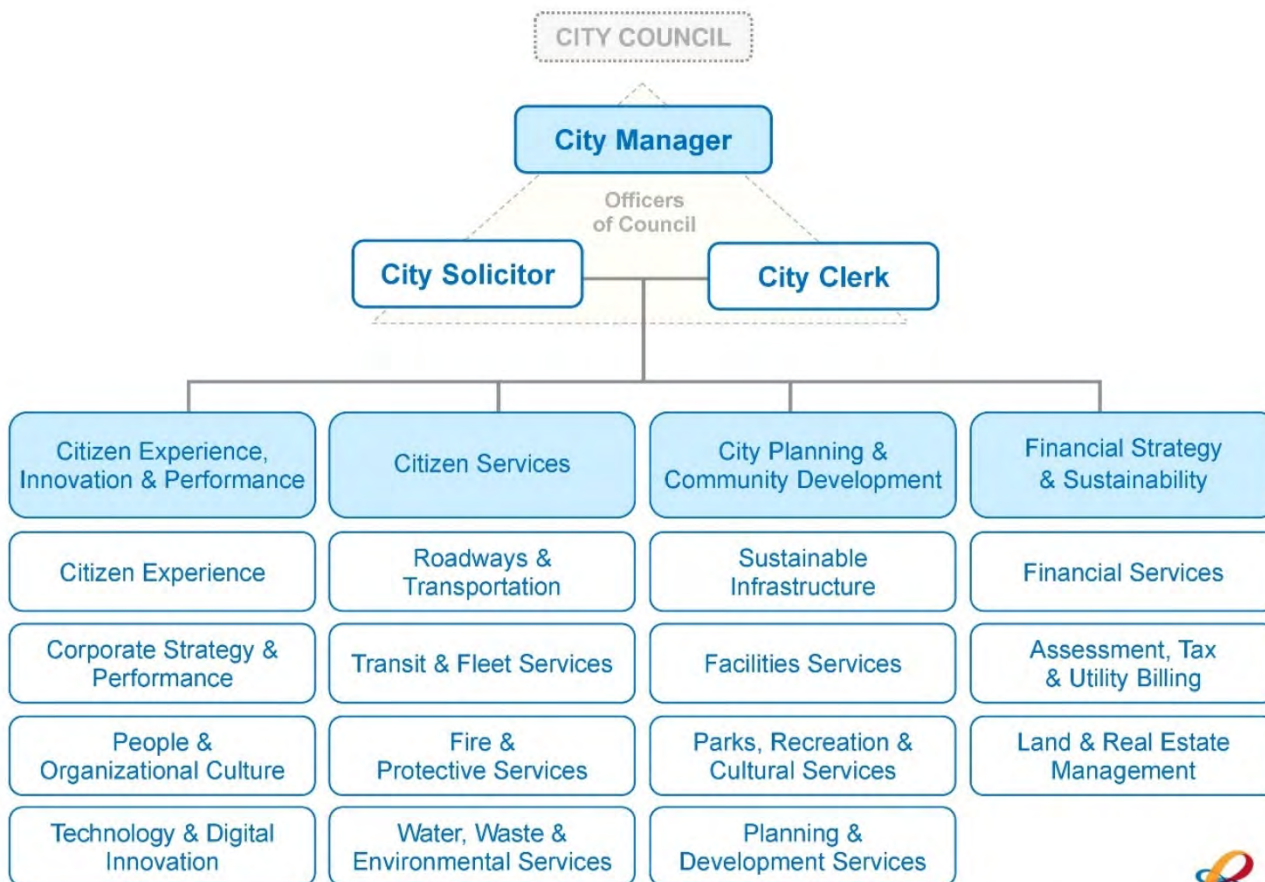 CITY COUNCIL
City Manager
Officers
of Council
City Solicitor
City Clerk
Citizen Experience,
Innovation & Performance
Citizen Experience
Corporate Strategy &
Performance
People &
Organizational Culture
Technology & Digital
Innovation
Citizen Services
Roadways &
Transportation
Transit & Fleet Services
Fire &
Protective Services
Water, Waste &
Environmental Services
City Planning &
Community Development
Sustainable
Infrastructure
Facilities Services
Parks, Recreation &
Cultural Services
Planning &
Development Services
Financial Strategy
& Sustainability
Financial Services
Assessment, Tax
& Utility Billing
Land & Real Estate
Management